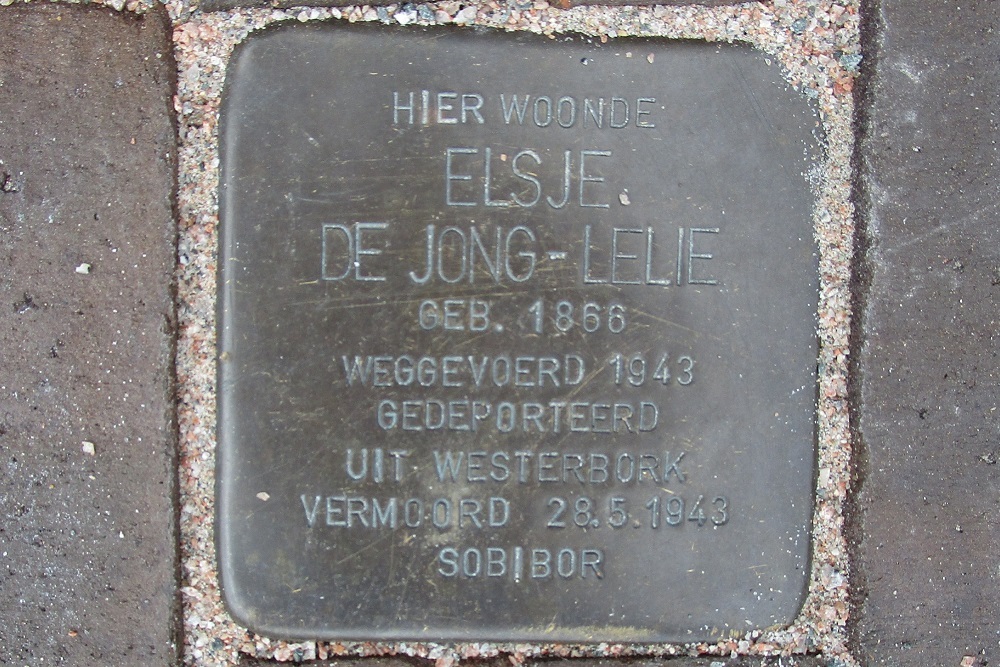 HIER WOONDE
ELSJE
DE JONG-LELIE
GEB. 1866
WEGGEVOERD 1943
GEDEPORTEERD
UIT WESTERBORK
VERMOORD 28.5.1943
SOBIBOR